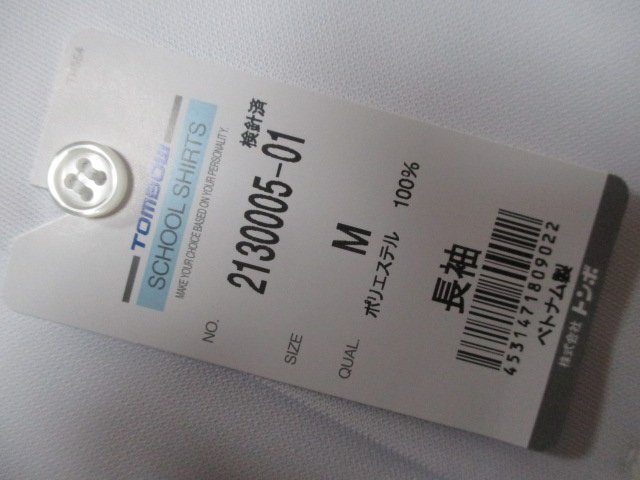 TOMBOW
SCHOOL SHIRTS
MAKE YOUR CHOICE BASED ON YOUR PERSONALITY.
検針済
NO. 2130005-01
SIZE M
QUAL. ポリエステル 100%
長袖
4531471809022
ベトナム製
株式会社 トンボ